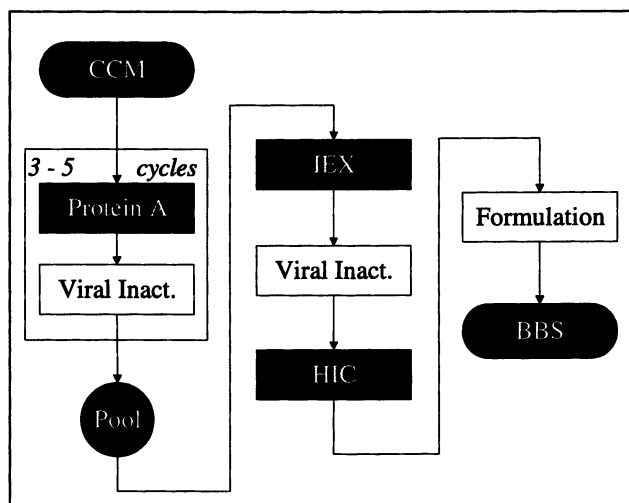 CCM
3 - 5 cycles
Protein A
Viral Inact.
Pool
IEX
Viral Inact.
HIC
Formulation
BBS